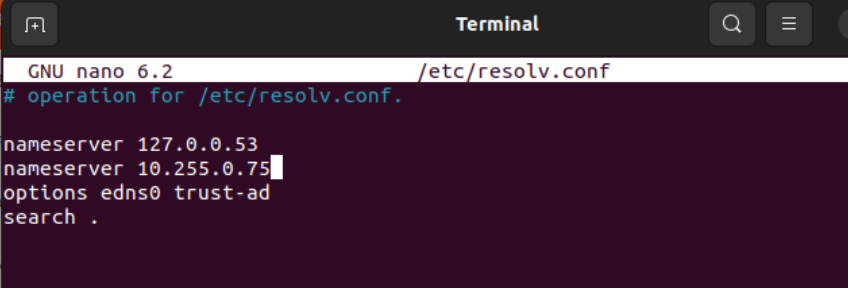 Terminal
GNU nano 6.2 /etc/resolv.conf
# operation for /etc/resolv.conf.
nameserver 127.0.0.53
nameserver 10.255.0.75
options edns0 trust-ad
search .